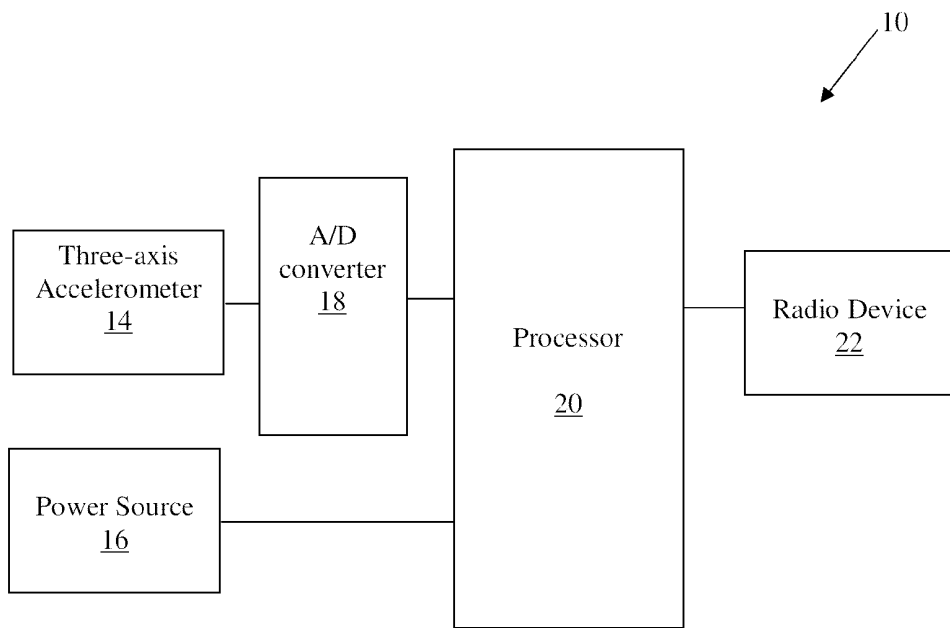 10
Three-axis
Accelerometer
14
A/D
converter
18
Processor
20
Radio Device
22
Power Source
16